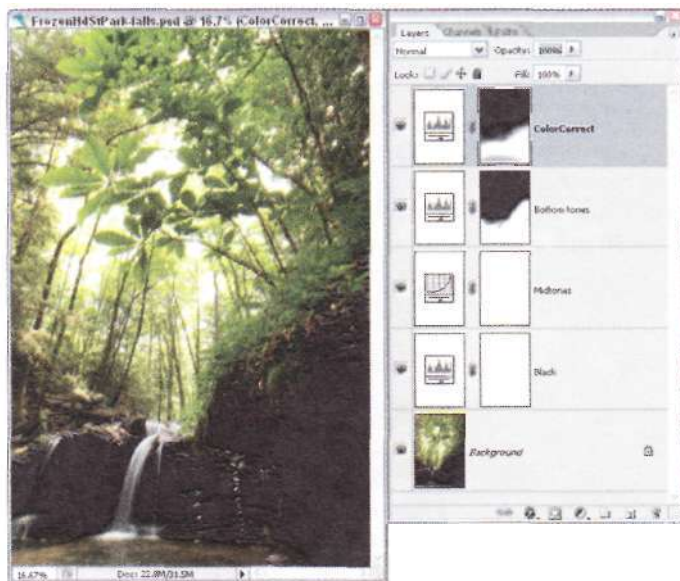 FrozenHdStPark-falls.psd @ 16.7% (ColorCorrect, ...
Layers Channels
Normal Opacity: 100%
Lock: Fill: 100%
ColorCorrect
Bottom tones
Midtones
Black
Background
16.67% Doc: 22.8M/31.5M